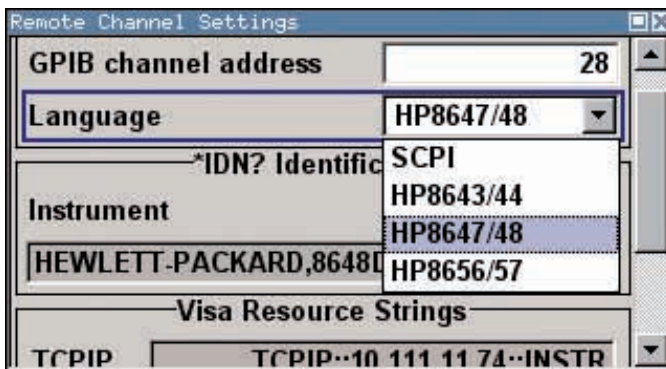 Remote Channel Settings
GPIB channel address 28
Language HP8647/48
SCPI
HP8643/44
HP8647/48
HP8656/57
*IDN? Identific
Instrument
HEWLETT-PACKARD,8648D
Visa Resource Strings
TCPIP TCPIP::10.111.11.74::INSTR